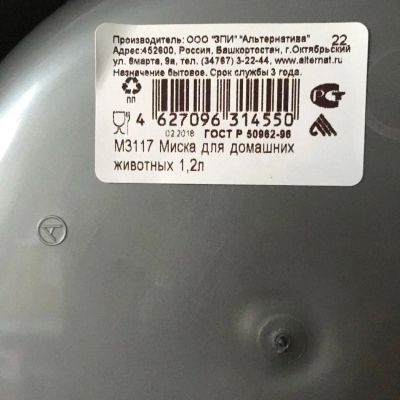 Производитель: ООО "ЗПИ" "Альтернатива" 22
Адрес:452600, Россия, Башкортостан, г.Октябрьский
ул. 8марта, 9а, тел. (34767) 3-22-44, www.alternat.ru
Назначение бытовое. Срок службы 3 года.
ПП
4 627096 314550
02.2018 ГОСТ Р 50962-96
М3117 Миска для домашних
животных 1,2л